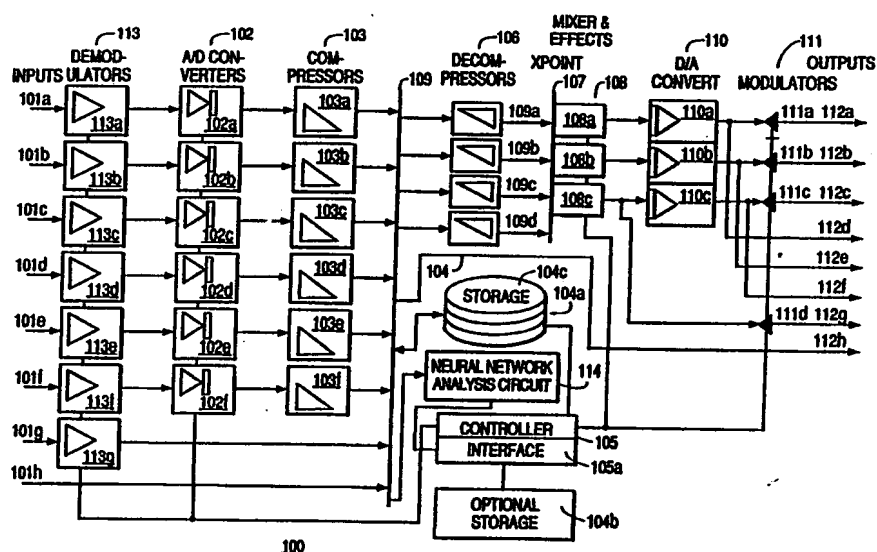 113
DEMOD-
ULATORS
INPUTS
102
A/D CON-
VERTERS
103
COM-
PRESSORS
106
DECOM-
PRESSORS
109
MIXER &
EFFECTS
XPOINT
107
108
110
D/A
CONVERT
111
MODULATORS
OUTPUTS
101a
113a
102a
103a
109a
108a
110a
111a 112a
101b
113b
102b
103b
109b
108b
110b
111b 112b
101c
113c
102c
103c
109c
108c
110c
111c 112c
109d
112d
101d
113d
102d
103d
104
104c
STORAGE
104a
112e
112f
101e
113e
102e
103e
111d 112g
112h
NEURAL NETWORK
ANALYSIS CIRCUIT
114
101f
113f
102f
103f
101g
113g
CONTROLLER
105
INTERFACE
105a
101h
OPTIONAL
STORAGE
104b
100